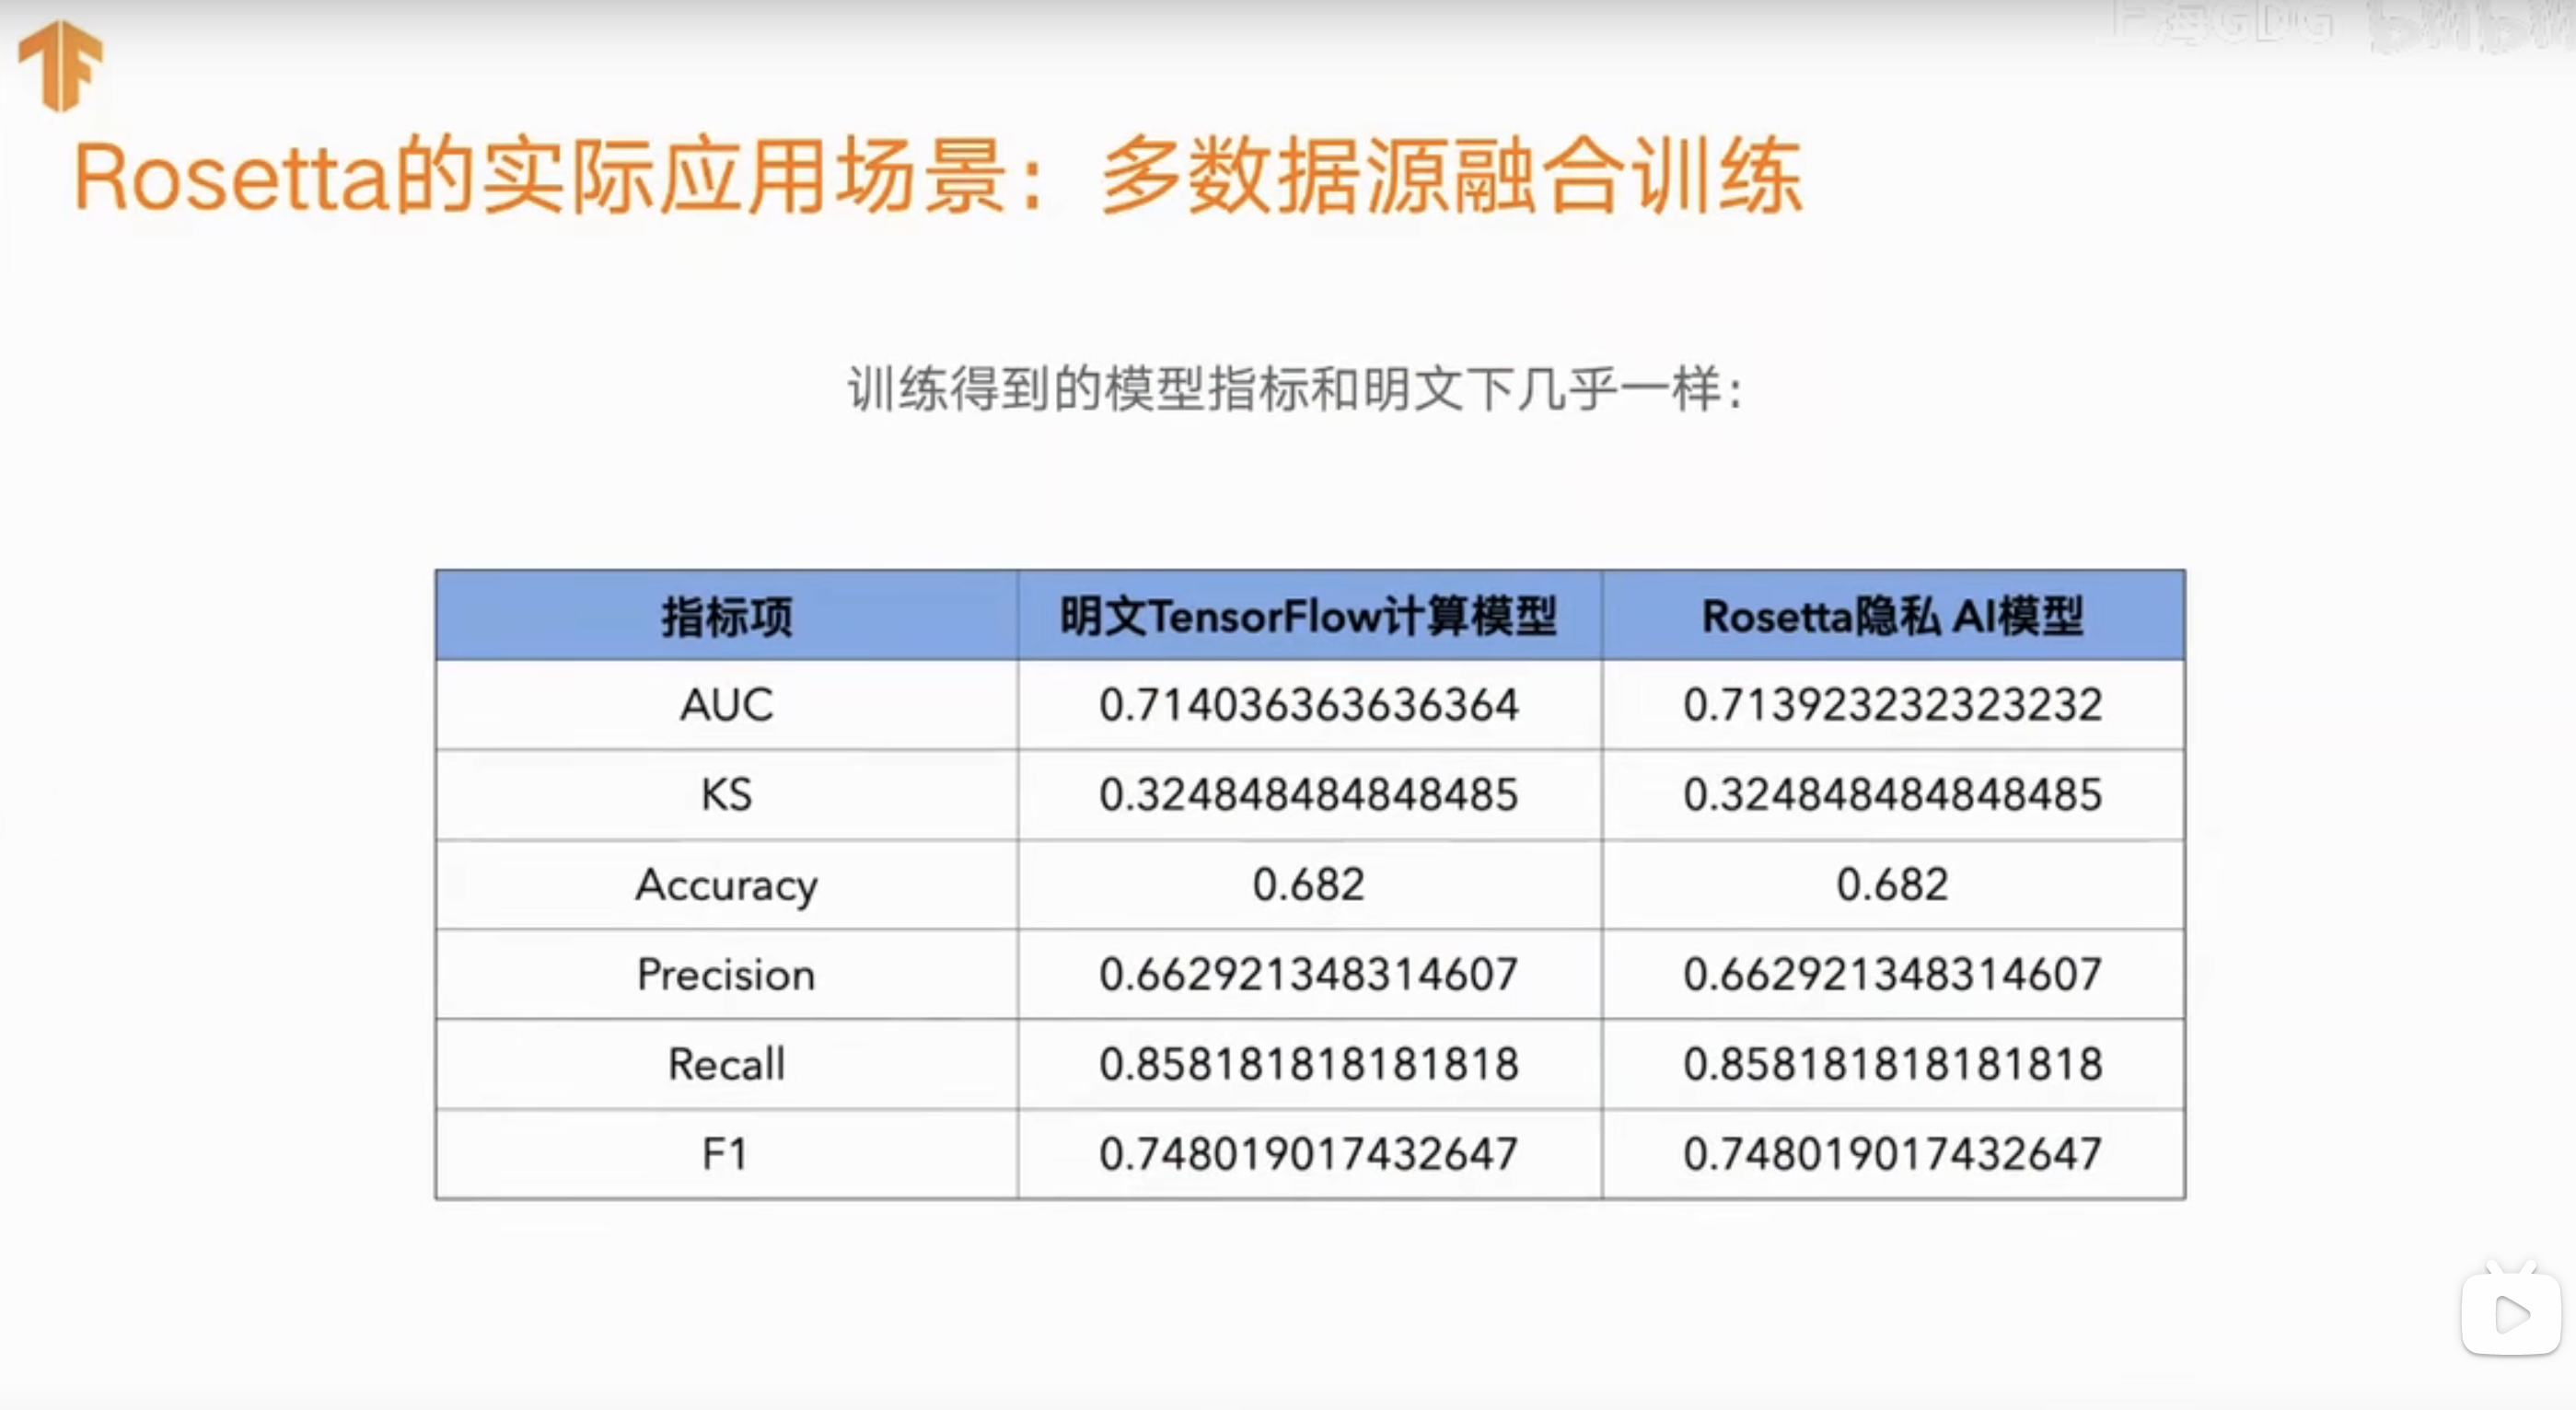 上海GDG
Rosetta的实际应用场景：多数据源融合训练
训练得到的模型指标和明文下几乎一样：
指标项 明文TensorFlow计算模型 Rosetta隐私 AI模型
AUC 0.714036363636364 0.713923232323232
KS 0.324848484848485 0.324848484848485
Accuracy 0.682 0.682
Precision 0.662921348314607 0.662921348314607
Recall 0.858181818181818 0.858181818181818
F1 0.748019017432647 0.748019017432647